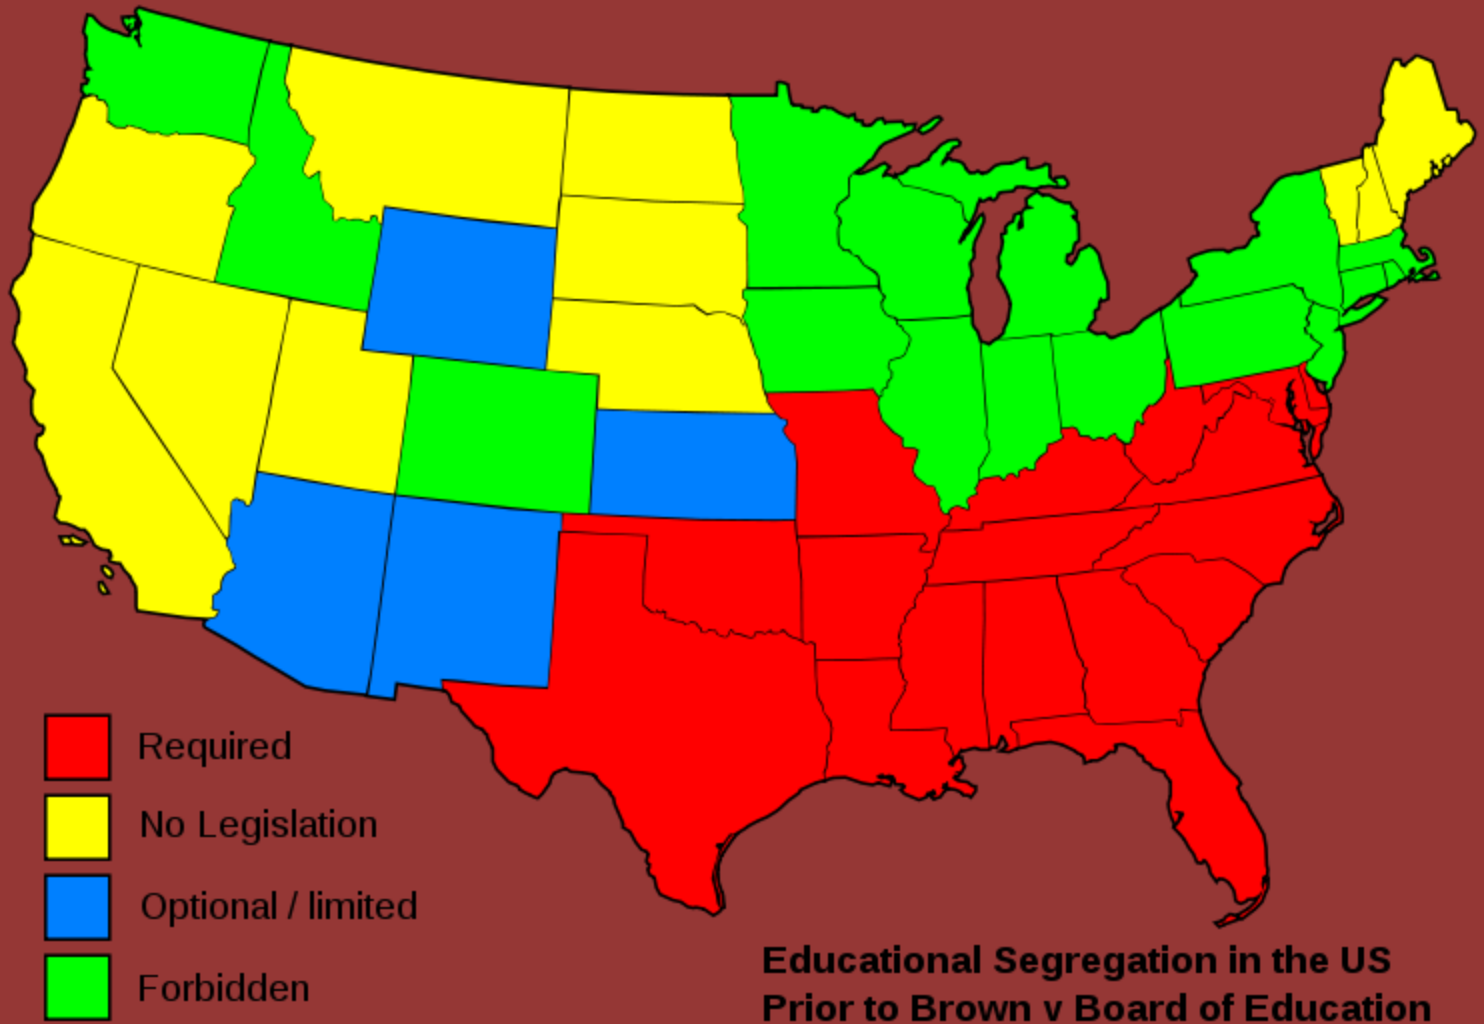 Required
No Legislation
Optional / limited
Forbidden
Educational Segregation in the US
Prior to Brown v Board of Education